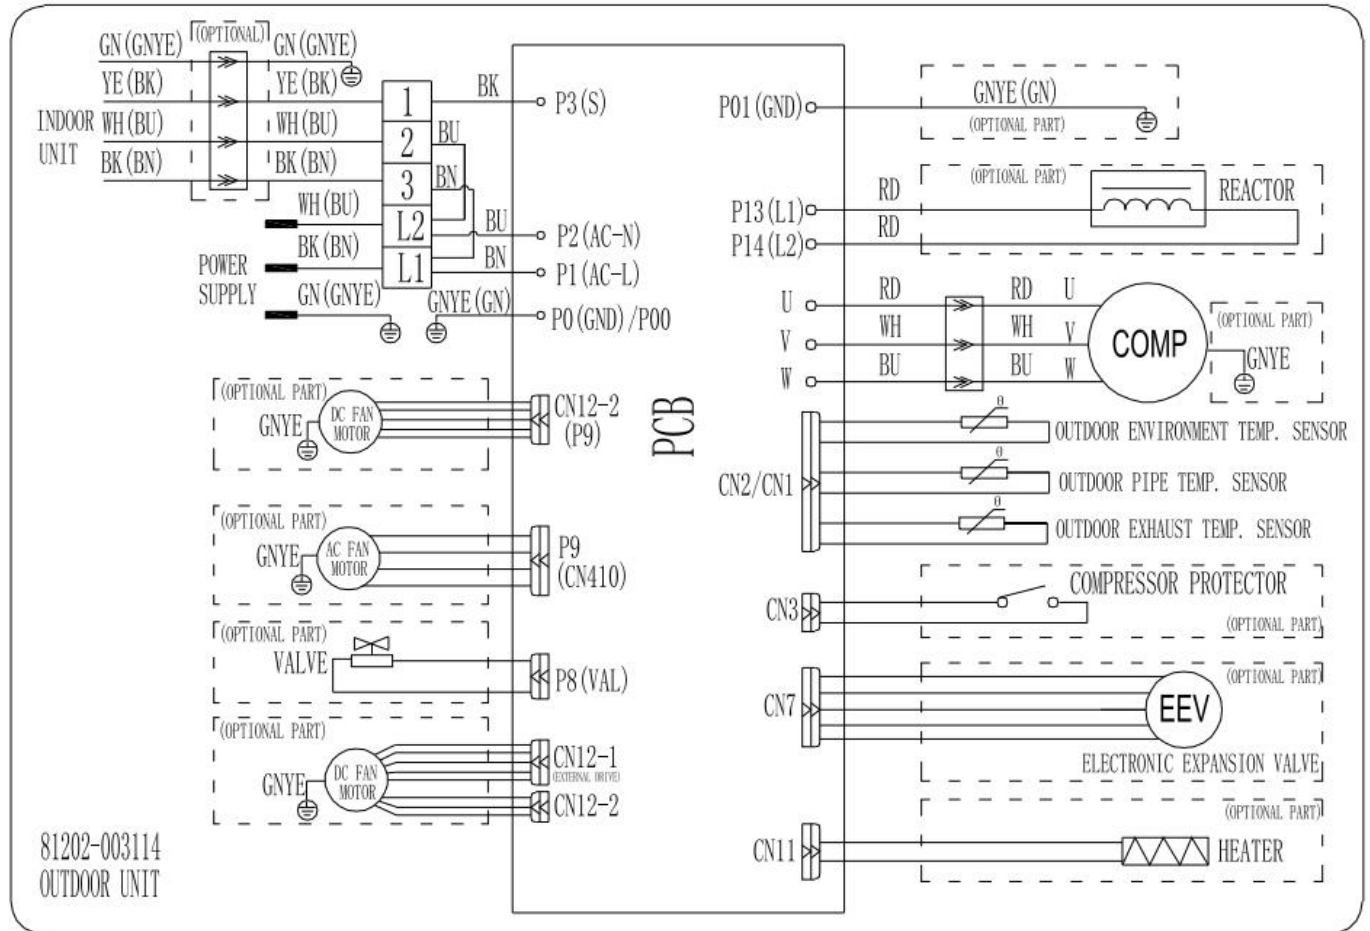 GN(GNYE)
(OPTIONAL)
GN(GNYE)
YE(BK)
YE(BK)
INDOOR
UNIT
WH(BU)
WH(BU)
BK(BN)
BK(BN)
1
2
3
L2
L1
BK
BU
BN
BU
BN
P3(S)
P2(AC-N)
P1(AC-L)
P0(GND)/P00
POWER
SUPPLY
WH(BU)
BK(BN)
GN(GNYE)
GNYE(GN)
(OPTIONAL PART)
GNYE
DC FAN
MOTOR
CN12-2
(P9)
(OPTIONAL PART)
GNYE
AC FAN
MOTOR
P9
(CN410)
(OPTIONAL PART)
VALVE
P8(VAL)
(OPTIONAL PART)
GNYE
DC FAN
MOTOR
CN12-1
(EXTERNAL DRIVE)
CN12-2
81202-003114
OUTDOOR UNIT
PCB
P01(GND)
GNYE(GN)
(OPTIONAL PART)
P13(L1)
RD
(OPTIONAL PART)
REACTOR
P14(L2)
RD
U
RD
RD
U
V
WH
WH
V
W
BU
BU
W
COMP
(OPTIONAL PART)
GNYE
CN2/CN1
θ
OUTDOOR ENVIRONMENT TEMP. SENSOR
θ
OUTDOOR PIPE TEMP. SENSOR
θ
OUTDOOR EXHAUST TEMP. SENSOR
CN3
COMPRESSOR PROTECTOR
(OPTIONAL PART)
CN7
(OPTIONAL PART)
EEV
ELECTRONIC EXPANSION VALVE
(OPTIONAL PART)
CN11
HEATER